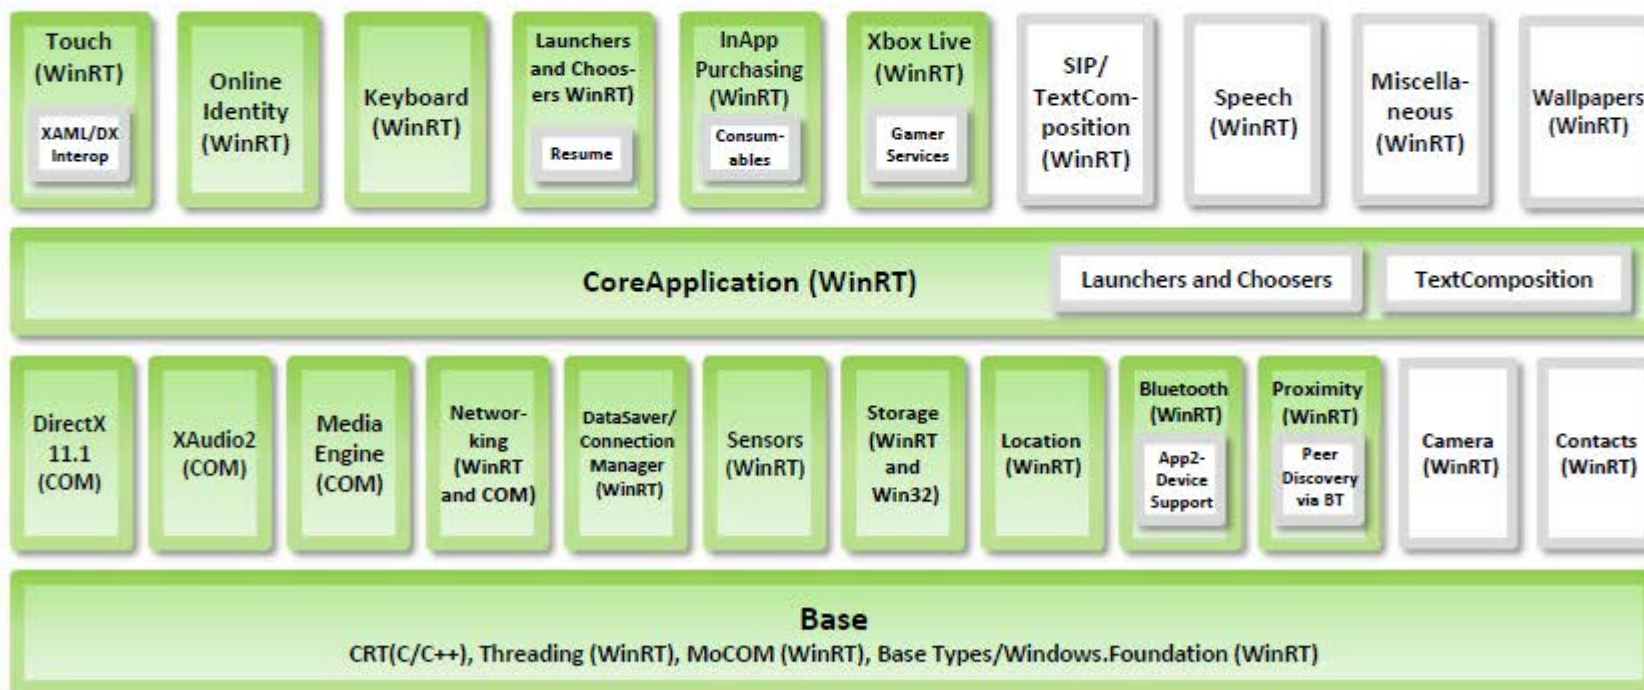 Touch
(WinRT)
XAML/DX
Interop
Online
Identity
(WinRT)
Keyboard
(WinRT)
Launchers
and Choos-
ers WinRT)
Resume
InApp
Purchasing
(WinRT)
Consum-
ables
Xbox Live
(WinRT)
Gamer
Services
SIP/
TextCom-
position
(WinRT)
Speech
(WinRT)
Miscella-
neous
(WinRT)
Wallpapers
(WinRT)
CoreApplication (WinRT)
Launchers and Choosers
TextComposition
DirectX
11.1
(COM)
XAudio2
(COM)
Media
Engine
(COM)
Networ-
king
(WinRT
and COM)
DataSaver/
Connection
Manager
(WinRT)
Sensors
(WinRT)
Storage
(WinRT
and
Win32)
Location
(WinRT)
Bluetooth
(WinRT)
App2-
Device
Support
Proximity
(WinRT)
Peer
Discovery
via BT
Camera
(WinRT)
Contacts
(WinRT)
Base
CRT(C/C++), Threading (WinRT), MoCOM (WinRT), Base Types/Windows.Foundation (WinRT)